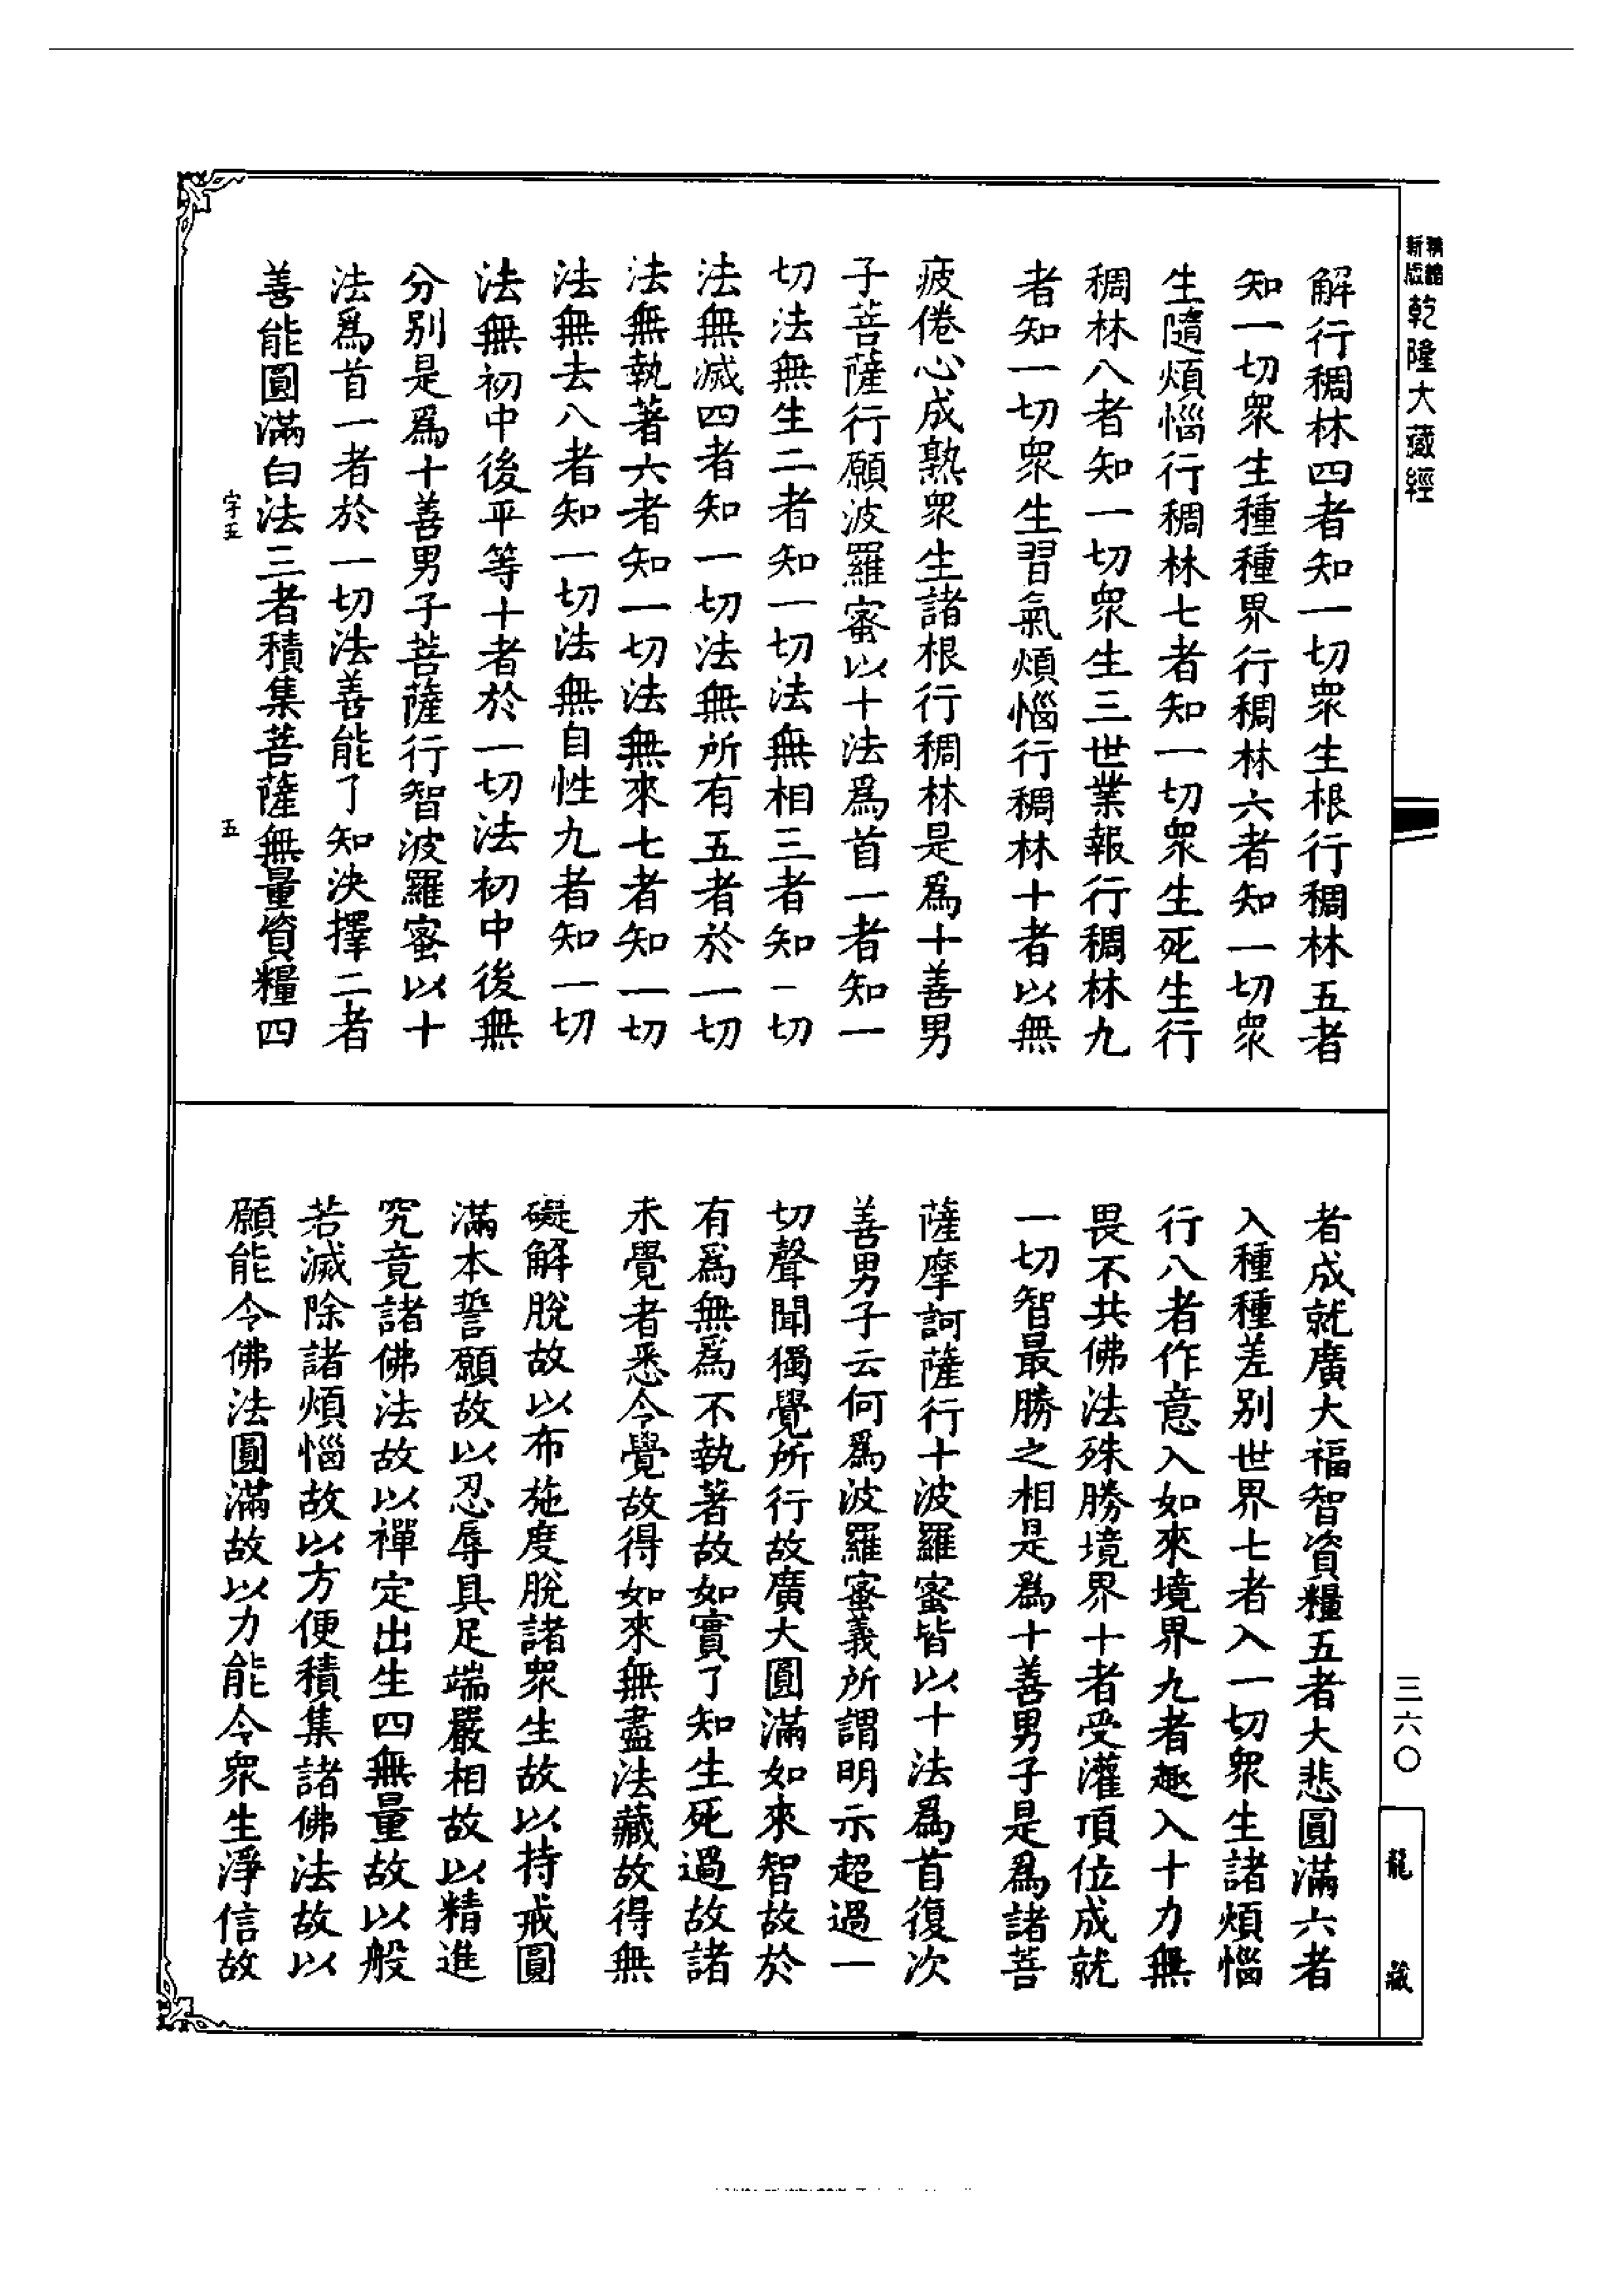 精繪新版乾隆大藏經
解行稠林四者知一切眾生根行稠林五者
知一切眾生種種界行稠林六者知一切眾
生隨煩惱行稠林七者知一切眾生死生行
稠林八者知一切眾生三世業報行稠林九
者知一切眾生習氣煩惱行稠林十者以無
疲倦心成熟眾生諸根行稠林是為十善男
子菩薩行願波羅蜜以十法為首一者知一
切法無生二者知一切法無相三者知一切
法無滅四者知一切法無所有五者於一切
法無執著六者知一切法無來七者知一切
法無去八者知一切法無自性九者知一切
法無初中後平等十者於一切法初中後無
分別是為十善男子菩薩行智波羅蜜以十
法為首一者於一切法善能了知決擇二者
善能圓滿白法三者積集菩薩無量資糧四
字五 五
者成就廣大福智資糧五者大悲圓滿六者
入種種差別世界七者入一切眾生諸煩惱
行八者作意入如來境界九者趣入十力無
畏不共佛法殊勝境界十者受灌頂位成就
一切智最勝之相是為十善男子是為諸菩
薩摩訶薩行十波羅蜜皆以十法為首復次
善男子云何為波羅蜜義所謂明示超過一
切聲聞獨覺所行故廣大圓滿如來智故於
有為無為不執著故如實了知生死過故諸
未覺者悉令覺故得如來無盡法藏故得無
礙解脫故以布施度脫諸眾生故以持戒圓
滿本誓願故以忍辱具足端嚴相故以精進
究竟諸佛法故以禪定出生四無量故以般
若滅除諸煩惱故以方便積集諸佛法故以
願能令佛法圓滿故以力能令眾生淨信故
三六〇
龍藏